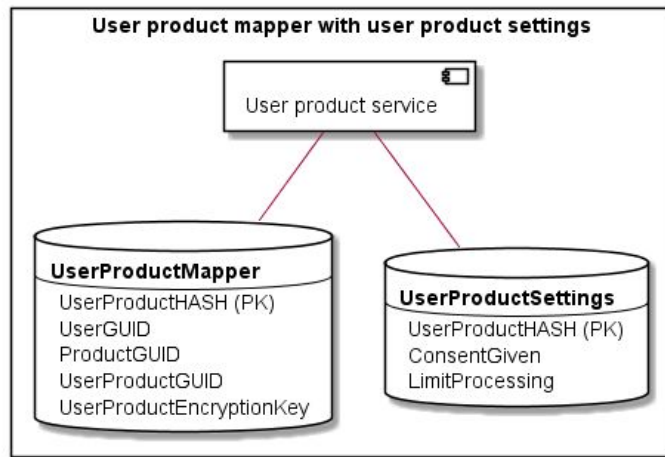 User product mapper with user product settings
User product service
UserProductMapper
UserProductHASH (PK)
UserGUID
ProductGUID
UserProductGUID
UserProductEncryptionKey
UserProductSettings
UserProductHASH (PK)
ConsentGiven
LimitProcessing